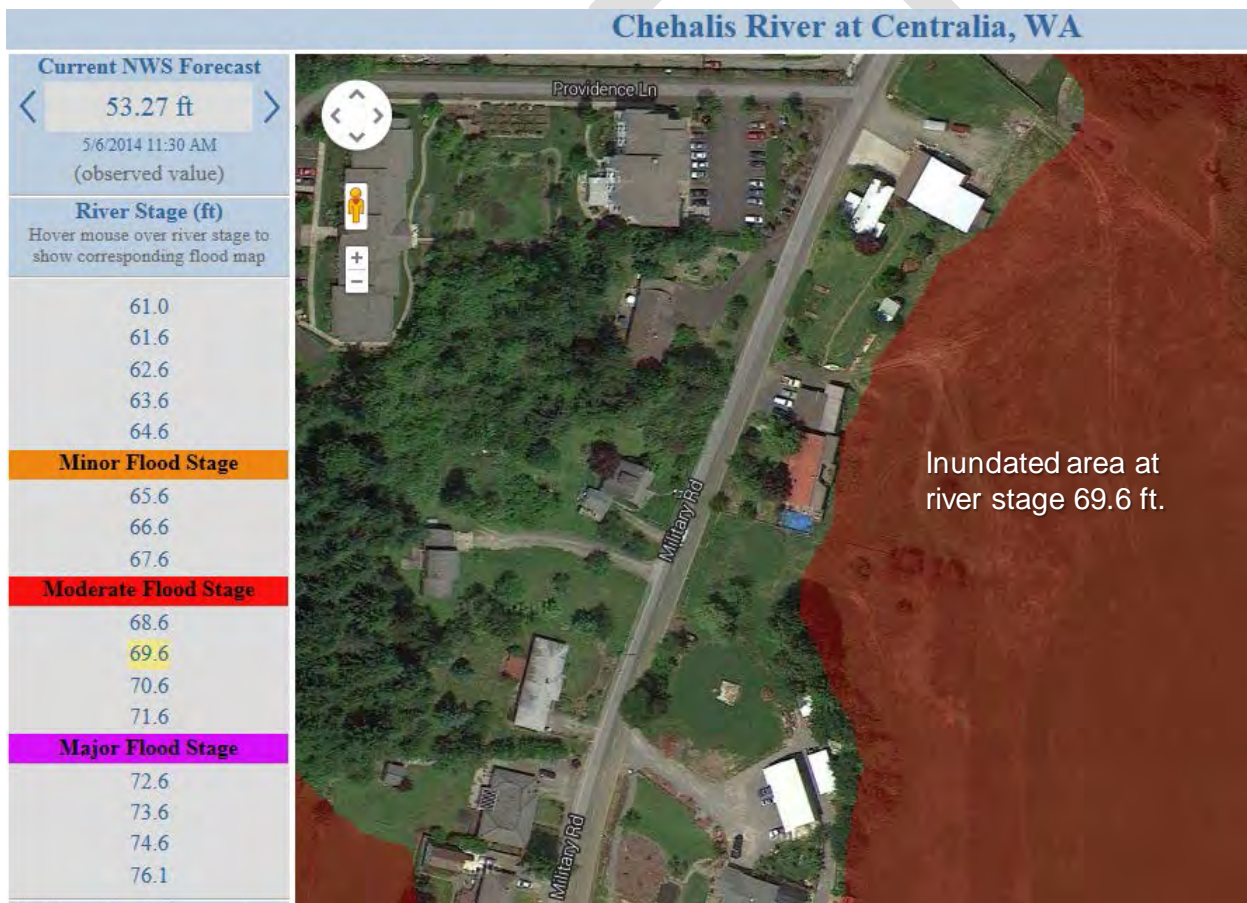 Chehalis River at Centralia, WA
Current NWS Forecast
53.27 ft
5/6/2014 11:30 AM
(observed value)
River Stage (ft)
Hover mouse over river stage to
show corresponding flood map
61.0
61.6
62.6
63.6
64.6
Minor Flood Stage
65.6
66.6
67.6
Moderate Flood Stage
68.6
69.6
70.6
71.6
Major Flood Stage
72.6
73.6
74.6
76.1
Providence Ln
Military Rd
Inundated area at
river stage 69.6 ft.
Military Rd